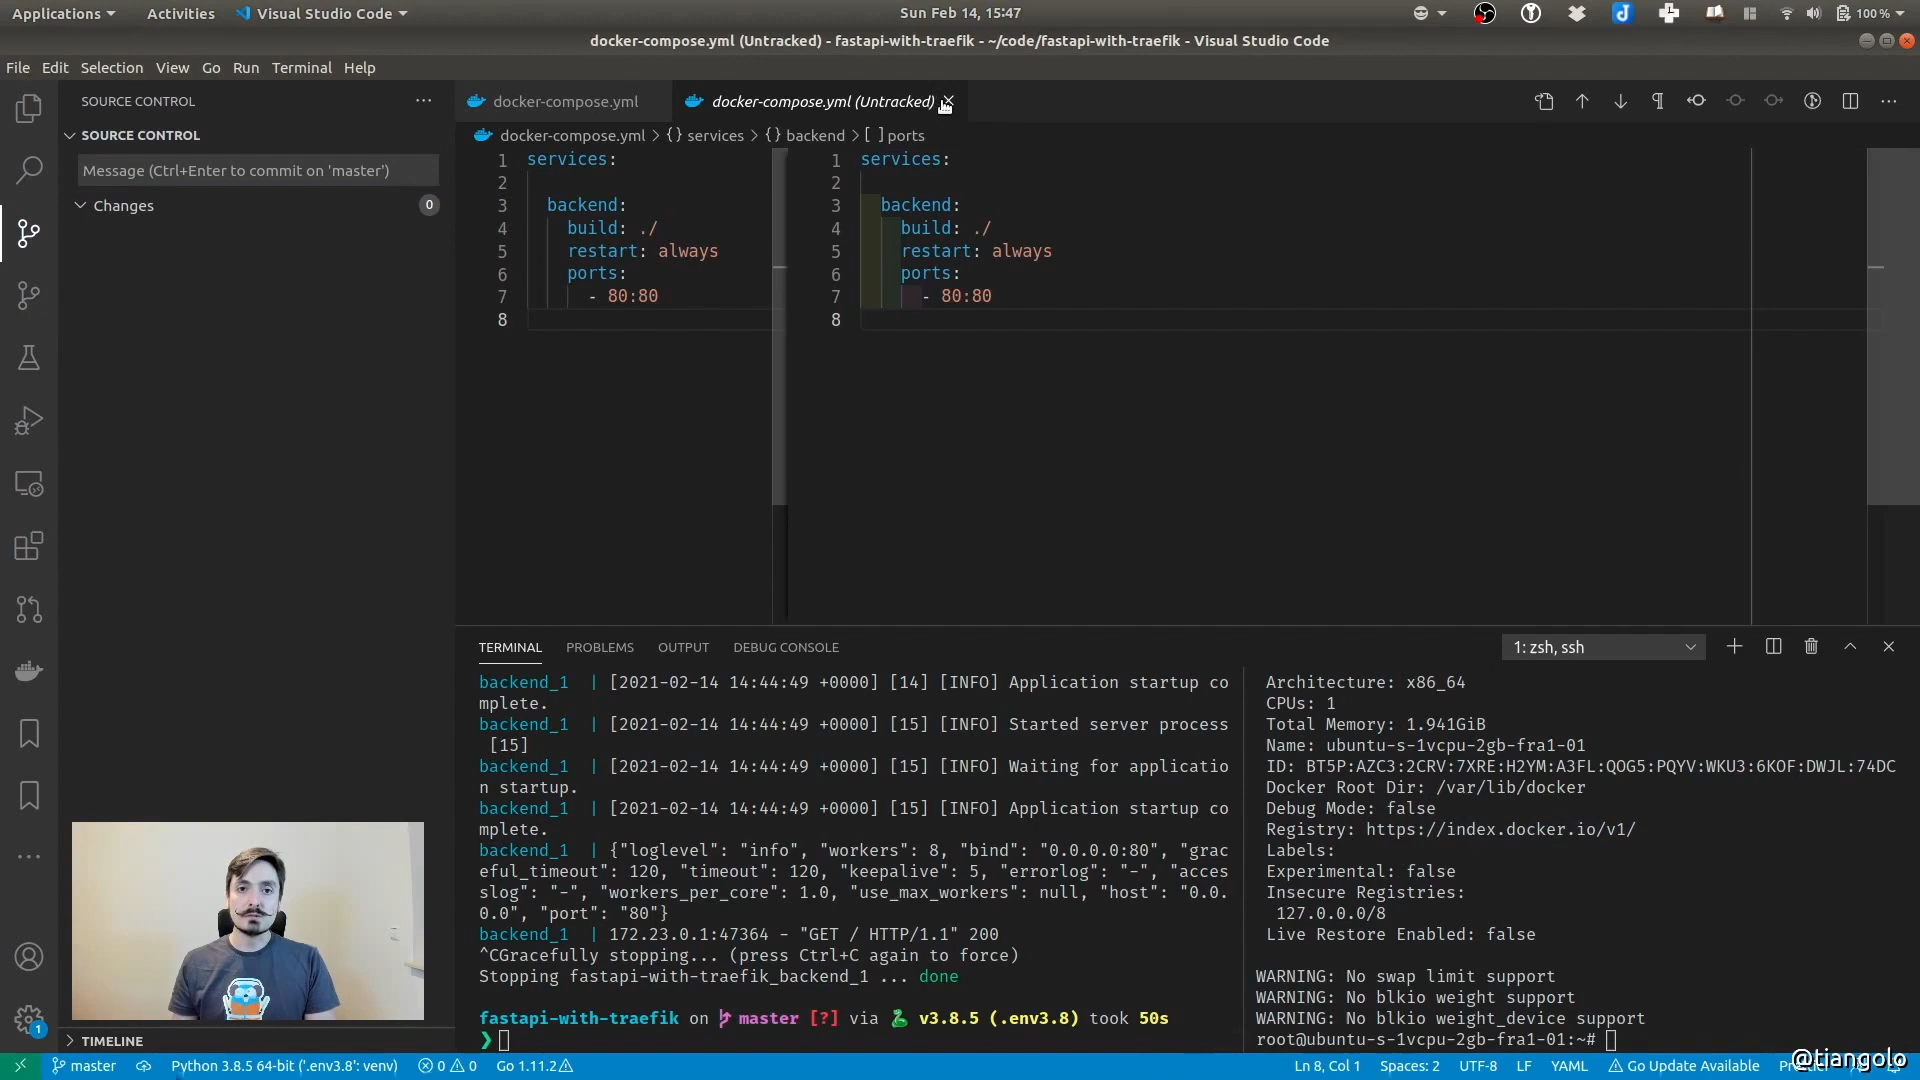 Applications Activities Visual Studio Code Sun Feb 14, 15:47 100 %
docker-compose.yml (Untracked) - fastapi-with-traefik - ~/code/fastapi-with-traefik - Visual Studio Code
File Edit Selection View Go Run Terminal Help
SOURCE CONTROL ...
docker-compose.yml docker-compose.yml (Untracked)
SOURCE CONTROL
docker-compose.yml > {} services > {} backend > [ ] ports
Message (Ctrl+Enter to commit on 'master')
Changes 0
1 services:
2
3 backend:
4 build: ./
5 restart: always
6 ports:
7 - 80:80
8
1 services:
2
3 backend:
4 build: ./
5 restart: always
6 ports:
7 - 80:80
8
TERMINAL PROBLEMS OUTPUT DEBUG CONSOLE 1: zsh, ssh
backend_1 | [2021-02-14 14:44:49 +0000] [14] [INFO] Application startup co
mplete.
backend_1 | [2021-02-14 14:44:49 +0000] [15] [INFO] Started server process
[15]
backend_1 | [2021-02-14 14:44:49 +0000] [15] [INFO] Waiting for applicatio
n startup.
backend_1 | [2021-02-14 14:44:49 +0000] [15] [INFO] Application startup co
mplete.
backend_1 | {"loglevel": "info", "workers": 8, "bind": "0.0.0.0:80", "grac
eful_timeout": 120, "timeout": 120, "keepalive": 5, "errorlog": "-", "acces
slog": "-", "workers_per_core": 1.0, "use_max_workers": null, "host": "0.0.
0.0", "port": "80"}
backend_1 | 172.23.0.1:47364 - "GET / HTTP/1.1" 200
^CGracefully stopping... (press Ctrl+C again to force)
Stopping fastapi-with-traefik_backend_1 ... done
fastapi-with-traefik on master [?] via v3.8.5 (.env3.8) took 50s
❯
Architecture: x86_64
CPUs: 1
Total Memory: 1.941GiB
Name: ubuntu-s-1vcpu-2gb-fra1-01
ID: BT5P:AZC3:2CRV:7XRE:H2YM:A3FL:QOG5:PQYV:WKU3:6KOF:DWJL:74DC
Docker Root Dir: /var/lib/docker
Debug Mode: false
Registry: https://index.docker.io/v1/
Labels:
Experimental: false
Insecure Registries:
127.0.0.0/8
Live Restore Enabled: false
WARNING: No swap limit support
WARNING: No blkio weight support
WARNING: No blkio weight_device support
root@ubuntu-s-1vcpu-2gb-fra1-01:~#
1
TIMELINE
master Python 3.8.5 64-bit ('.env3.8': venv) 0 0 Go 1.11.2 Ln 8, Col 1 Spaces: 2 UTF-8 LF YAML Go Update Available
@tiangolo